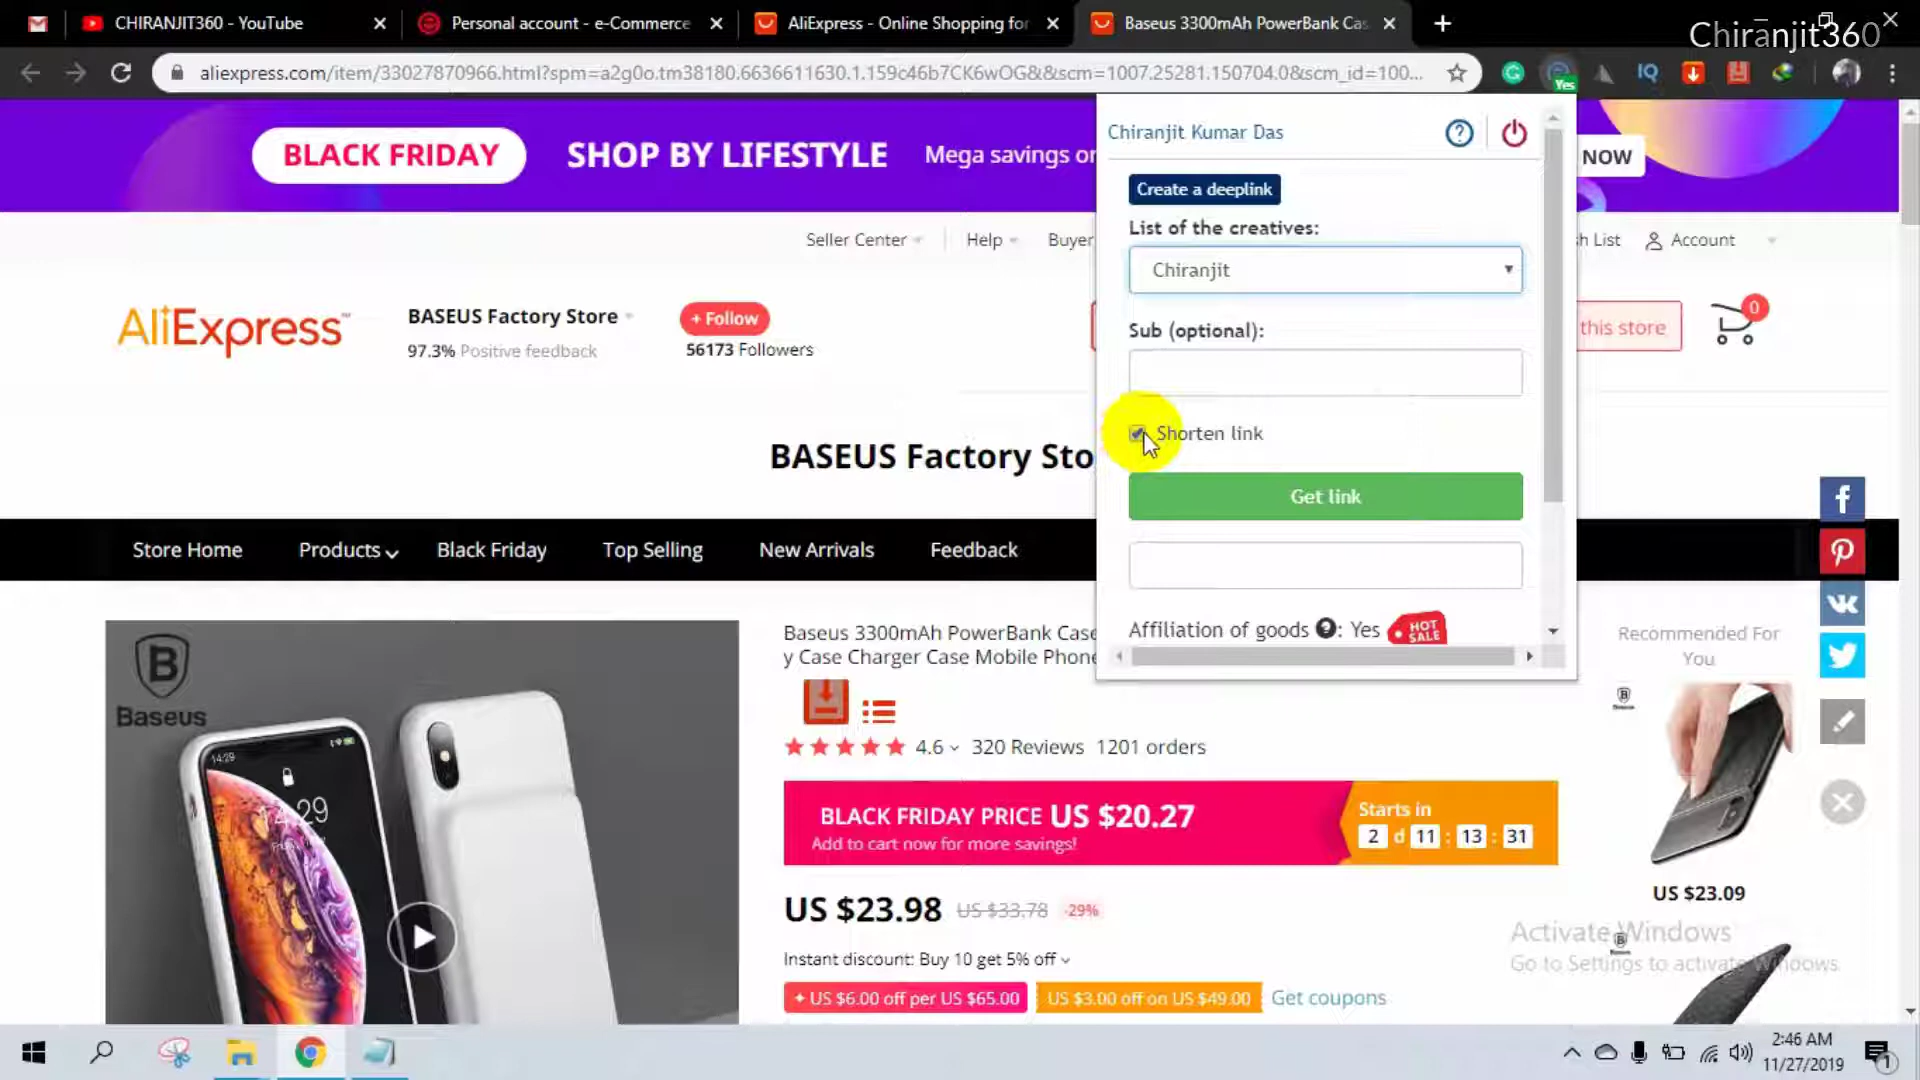 CHIRANJIT360 - YouTube
Personal account - e-Commerce
AliExpress - Online Shopping for
Baseus 3300mAh PowerBank Cas
Chiranjit360
aliexpress.com/item/33027870966.html?spm=a2g0o.tm38180.6636611630.1.159c46b7CK6wOG&&scm=1007.25281.150704.0&scm_id=100...
IQ
Yes
BLACK FRIDAY
SHOP BY LIFESTYLE
Mega savings on
NOW
Chiranjit Kumar Das
Create a deeplink
List of the creatives:
Chiranjit
Sub (optional):
Shorten link
Get link
Affiliation of goods ?: Yes
HOT
SALE
Seller Center
Help
Buyer
sh List
Account
AliExpress
BASEUS Factory Store
97.3% Positive feedback
+ Follow
56173 Followers
this store
0
BASEUS Factory Sto
Store Home
Products
Black Friday
Top Selling
New Arrivals
Feedback
Baseus
14:29
14:29
Baseus 3300mAh PowerBank Case
y Case Charger Case Mobile Phone
4.6
320 Reviews
1201 orders
BLACK FRIDAY PRICE US $20.27
Add to cart now for more savings!
Starts in
2 d 11 : 13 : 31
US $23.98
US $33.78
-29%
Instant discount: Buy 10 get 5% off
+ US $6.00 off per US $65.00
US $3.00 off on US $49.00
Get coupons
Recommended For
You
US $23.09
Activate Windows
Go to Settings to activate Windows.
2:46 AM
11/27/2019
1